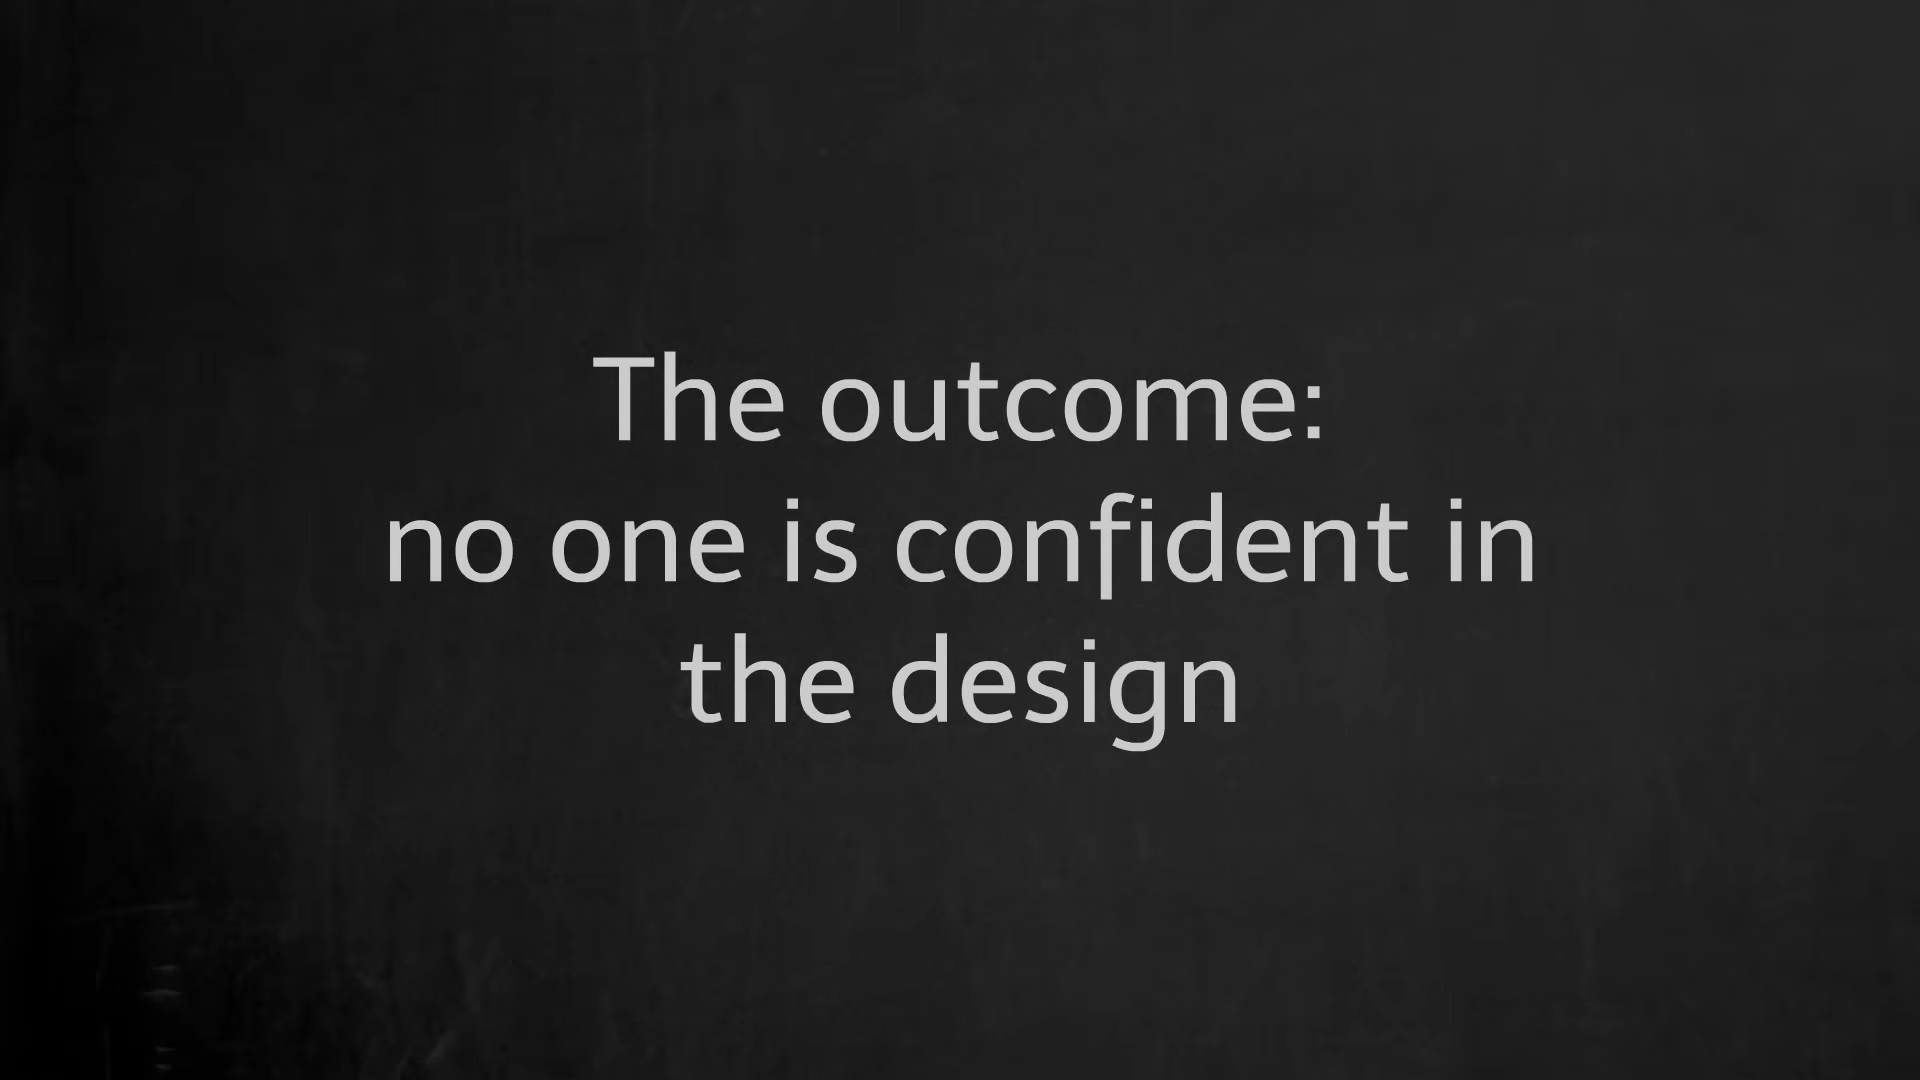 The outcome:
no one is confident in
the design